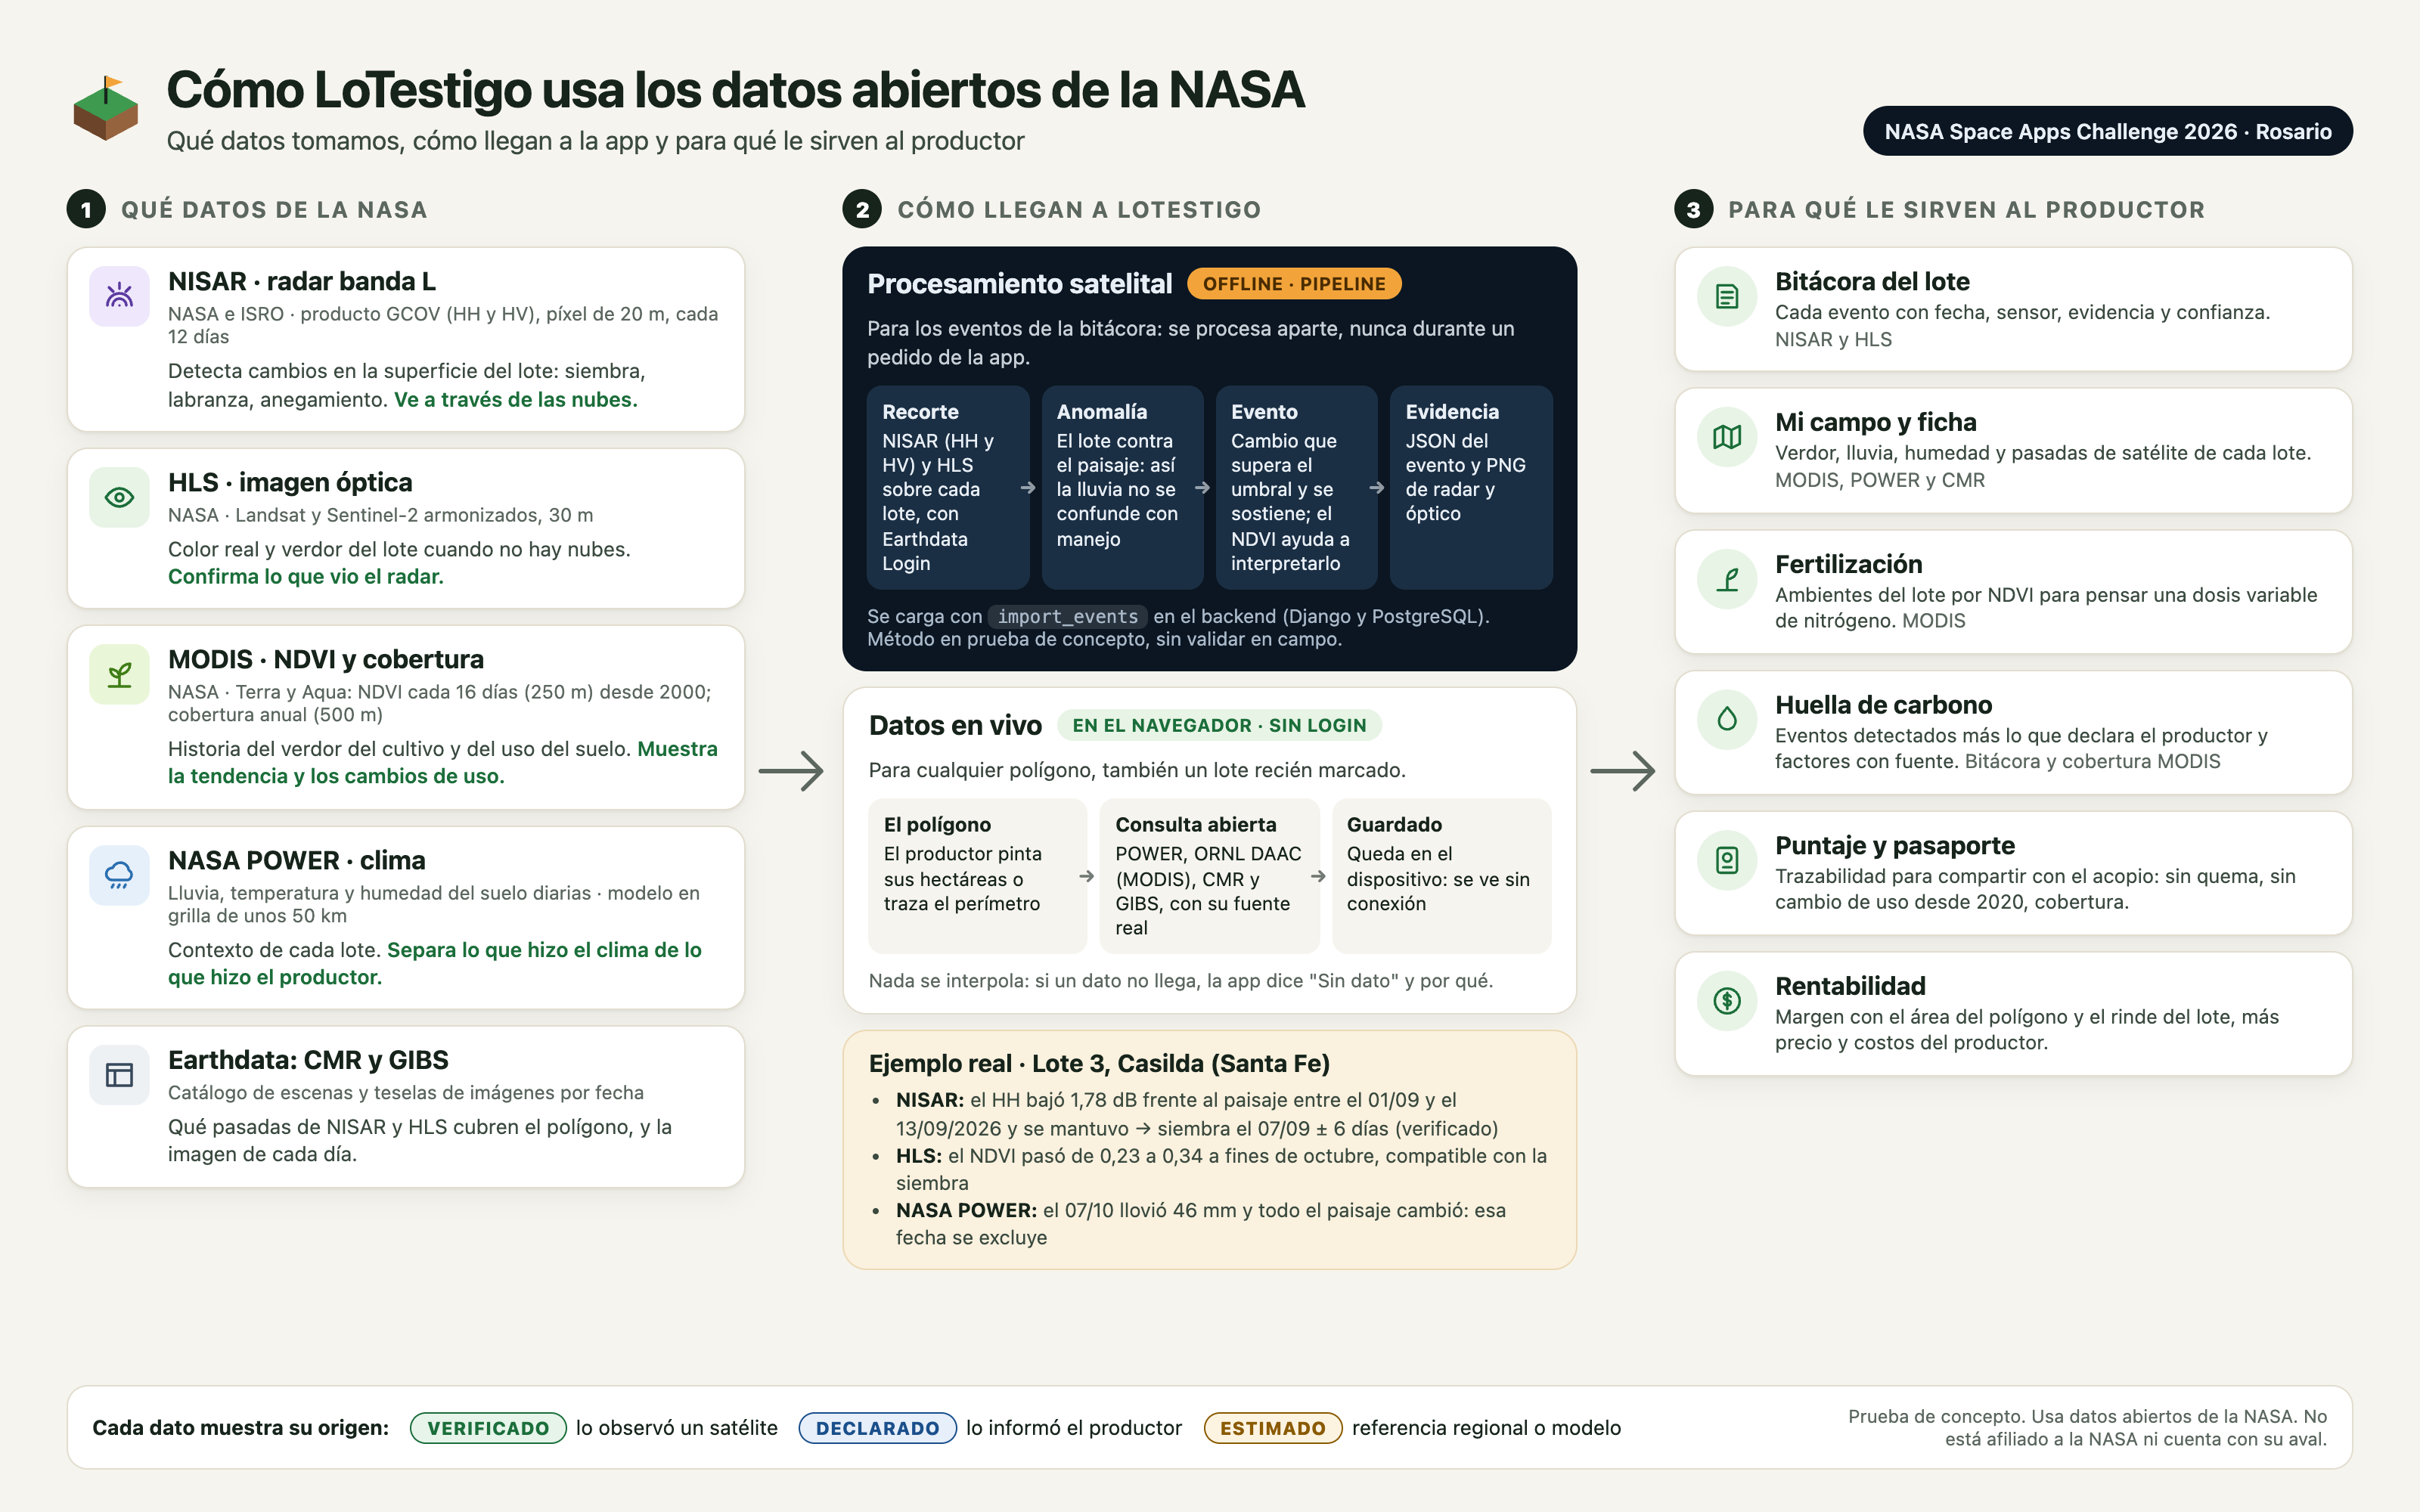 Cómo LoTestigo usa los datos abiertos de la NASA
Qué datos tomamos, cómo llegan a la app y para qué le sirven al productor
NASA Space Apps Challenge 2026 · Rosario
1 QUÉ DATOS DE LA NASA
NISAR · radar banda L
NASA e ISRO · producto GCOV (HH y HV), píxel de 20 m, cada
12 días
Detecta cambios en la superficie del lote: siembra,
labranza, anegamiento. Ve a través de las nubes.
HLS · imagen óptica
NASA · Landsat y Sentinel-2 armonizados, 30 m
Color real y verdor del lote cuando no hay nubes.
Confirma lo que vio el radar.
MODIS · NDVI y cobertura
NASA · Terra y Aqua: NDVI cada 16 días (250 m) desde 2000;
cobertura anual (500 m)
Historia del verdor del cultivo y del uso del suelo. Muestra
la tendencia y los cambios de uso.
NASA POWER · clima
Lluvia, temperatura y humedad del suelo diarias · modelo en
grilla de unos 50 km
Contexto de cada lote. Separa lo que hizo el clima de lo
que hizo el productor.
Earthdata: CMR y GIBS
Catálogo de escenas y teselas de imágenes por fecha
Qué pasadas de NISAR y HLS cubren el polígono, y la
imagen de cada día.
2 CÓMO LLEGAN A LOTESTIGO
Procesamiento satelital OFFLINE · PIPELINE
Para los eventos de la bitácora: se procesa aparte, nunca durante un
pedido de la app.
Recorte
NISAR (HH y
HV) y HLS
sobre cada
lote, con
Earthdata
Login
→
Anomalía
El lote contra
el paisaje: así
la lluvia no se
confunde con
manejo
→
Evento
Cambio que
supera el
umbral y se
sostiene; el
NDVI ayuda a
interpretarlo
→
Evidencia
JSON del
evento y PNG
de radar y
óptico
Se carga con import_events en el backend (Django y PostgreSQL).
Método en prueba de concepto, sin validar en campo.
Datos en vivo EN EL NAVEGADOR · SIN LOGIN
Para cualquier polígono, también un lote recién marcado.
El polígono
El productor pinta
sus hectáreas o
traza el perímetro
→
Consulta abierta
POWER, ORNL DAAC
(MODIS), CMR y
GIBS, con su fuente
real
→
Guardado
Queda en el
dispositivo: se ve sin
conexión
Nada se interpola: si un dato no llega, la app dice "Sin dato" y por qué.
Ejemplo real · Lote 3, Casilda (Santa Fe)
• NISAR: el HH bajó 1,78 dB frente al paisaje entre el 01/09 y el
13/09/2026 y se mantuvo → siembra el 07/09 ± 6 días (verificado)
• HLS: el NDVI pasó de 0,23 a 0,34 a fines de octubre, compatible con la
siembra
• NASA POWER: el 07/10 llovió 46 mm y todo el paisaje cambió: esa
fecha se excluye
3 PARA QUÉ LE SIRVEN AL PRODUCTOR
Bitácora del lote
Cada evento con fecha, sensor, evidencia y confianza.
NISAR y HLS
Mi campo y ficha
Verdor, lluvia, humedad y pasadas de satélite de cada lote.
MODIS, POWER y CMR
Fertilización
Ambientes del lote por NDVI para pensar una dosis variable
de nitrógeno. MODIS
Huella de carbono
Eventos detectados más lo que declara el productor y
factores con fuente. Bitácora y cobertura MODIS
Puntaje y pasaporte
Trazabilidad para compartir con el acopio: sin quema, sin
cambio de uso desde 2020, cobertura.
Rentabilidad
Margen con el área del polígono y el rinde del lote, más
precio y costos del productor.
Cada dato muestra su origen: VERIFICADO lo observó un satélite DECLARADO lo informó el productor ESTIMADO referencia regional o modelo
Prueba de concepto. Usa datos abiertos de la NASA. No
está afiliado a la NASA ni cuenta con su aval.